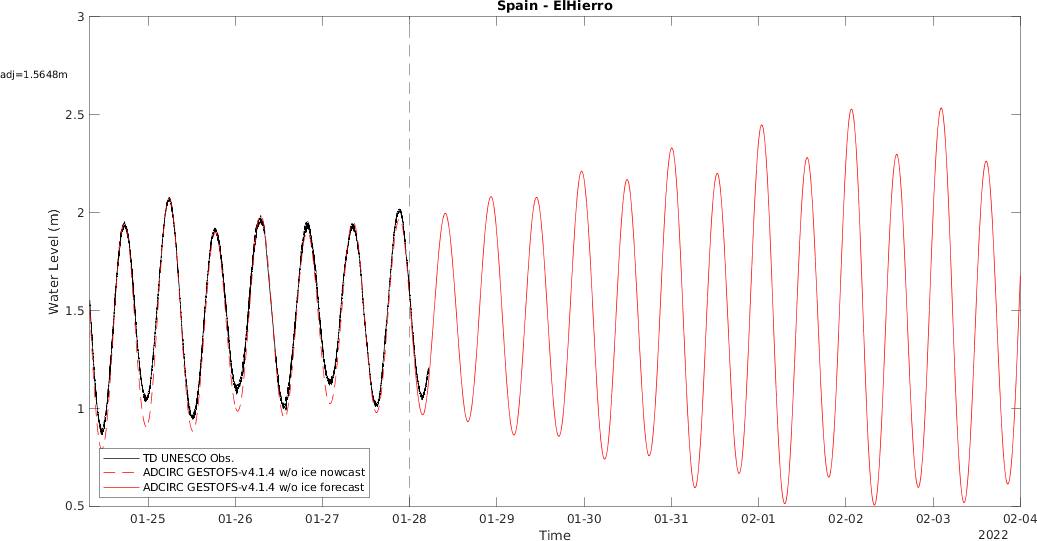 Spain - ElHierro
adj=1.5648m
Water Level (m)
3
2.5
2
1.5
1
0.5
TD UNESCO Obs.
ADCIRC GESTOFS-v4.1.4 w/o ice nowcast
ADCIRC GESTOFS-v4.1.4 w/o ice forecast
01-25 01-26 01-27 01-28 01-29 01-30 01-31 02-01 02-02 02-03 02-04
Time
2022